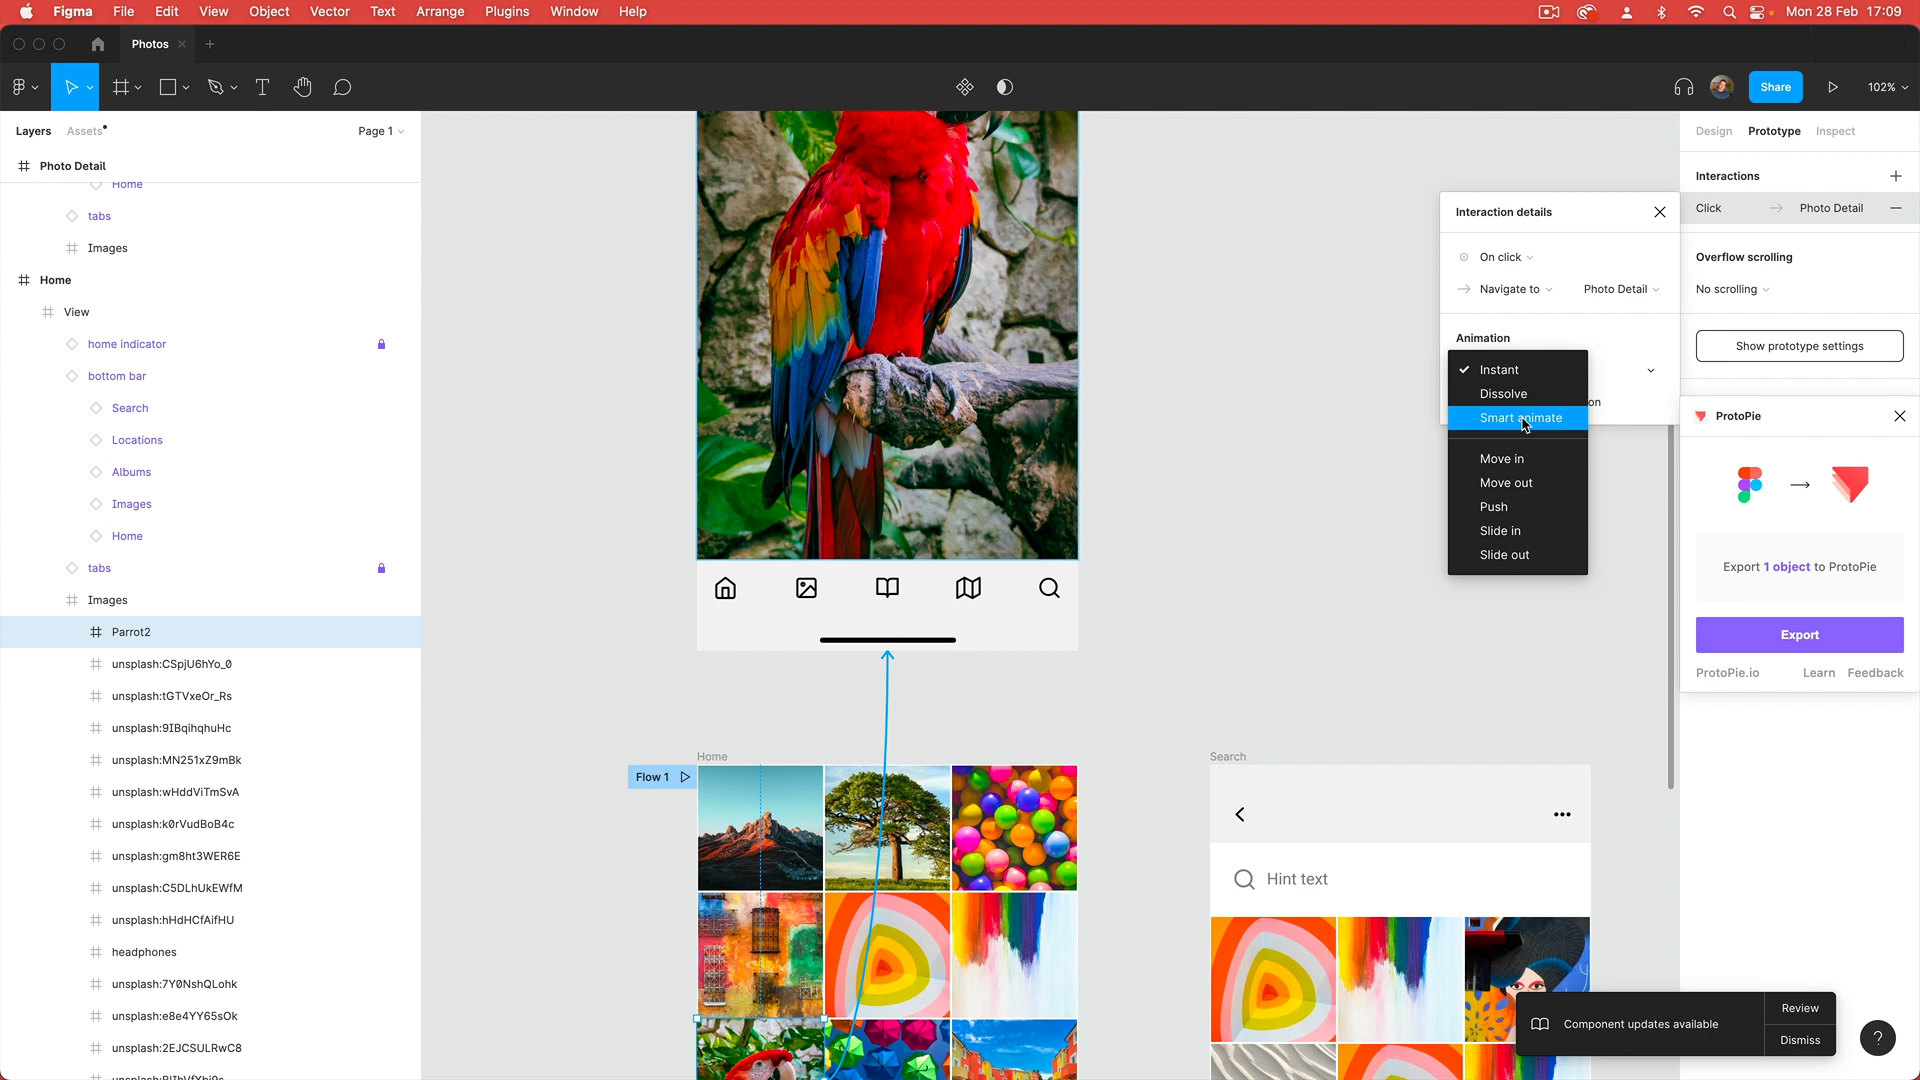 Figma File Edit View Object Vector Text Arrange Plugins Window Help Mon 28 Feb 17:09
Photos
Share 102%
Layers Assets Page 1
Design Prototype Inspect
Photo Detail
Home
tabs
Images
Home
View
home indicator
bottom bar
Search
Locations
Albums
Images
Home
tabs
Images
Parrot2
unsplash:CSpjU6hYo_0
unsplash:tGTVxeOr_Rs
unsplash:9IBqihqhuHc
unsplash:MN251xZ9mBk
unsplash:wHddViTmSvA
unsplash:k0rVudBoB4c
unsplash:gm8ht3WER6E
unsplash:C5DLhUkEWfM
unsplash:hHdHCfAifHU
headphones
unsplash:7Y0NshQLohk
unsplash:e8e4YY65sOk
unsplash:2EJCSULRwC8
Home
Flow 1
Search
Hint text
Interaction details
On click
Navigate to Photo Detail
Animation
Instant
Dissolve
Smart animate
Move in
Move out
Push
Slide in
Slide out
on
Interactions
Click Photo Detail
Overflow scrolling
No scrolling
Show prototype settings
ProtoPie
Export 1 object to ProtoPie
Export
ProtoPie.io Learn Feedback
Component updates available
Review
Dismiss
?